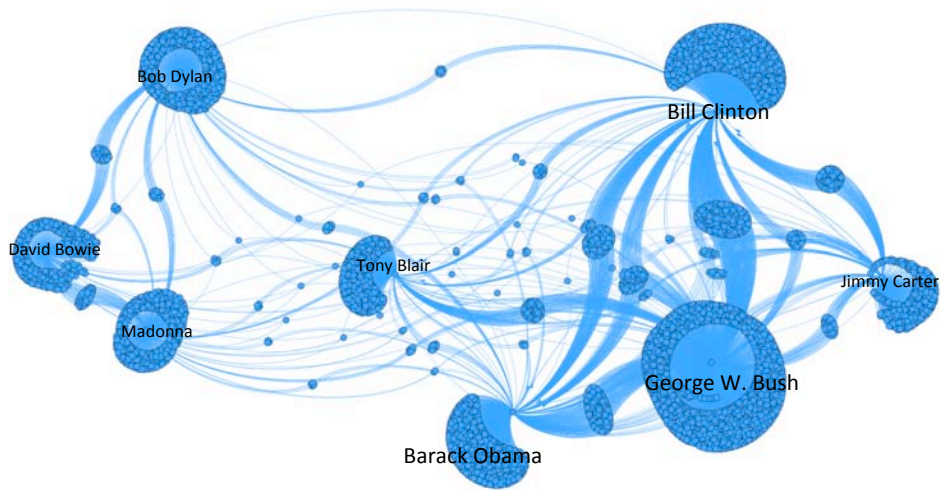 Bob Dylan
Bill Clinton
David Bowie
Tony Blair
Jimmy Carter
Madonna
George W. Bush
Barack Obama